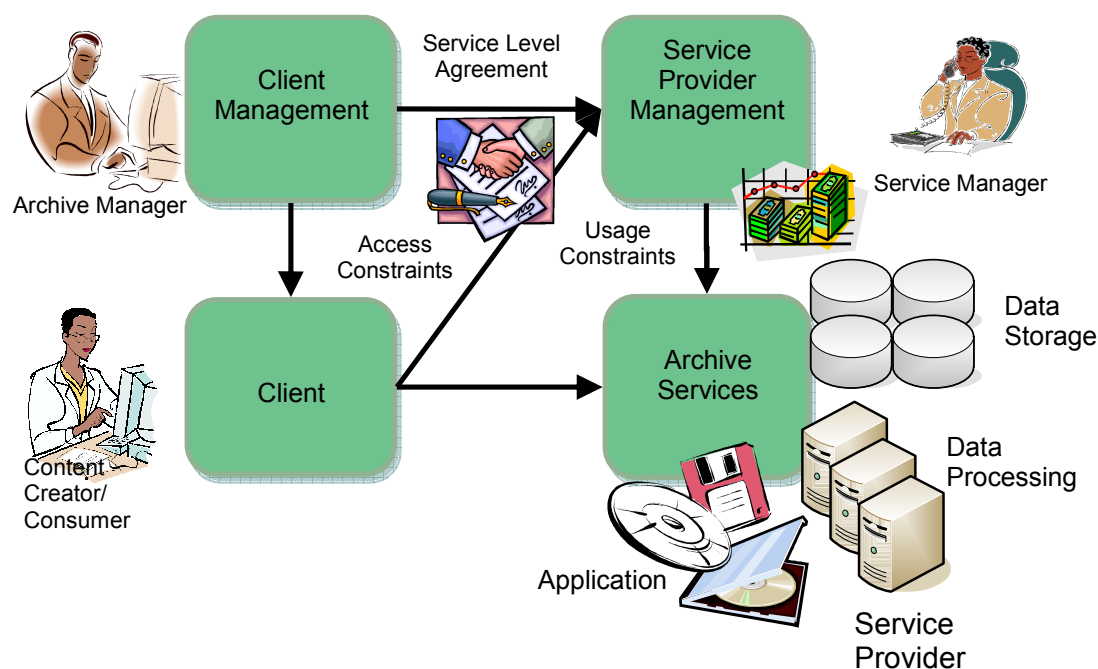 Client
Management
Service Level
Agreement
Service
Provider
Management
Archive Manager
Service Manager
Access
Constraints
Usage
Constraints
Client
Archive
Services
Data
Storage
Content
Creator/
Consumer
Data
Processing
Application
Service
Provider